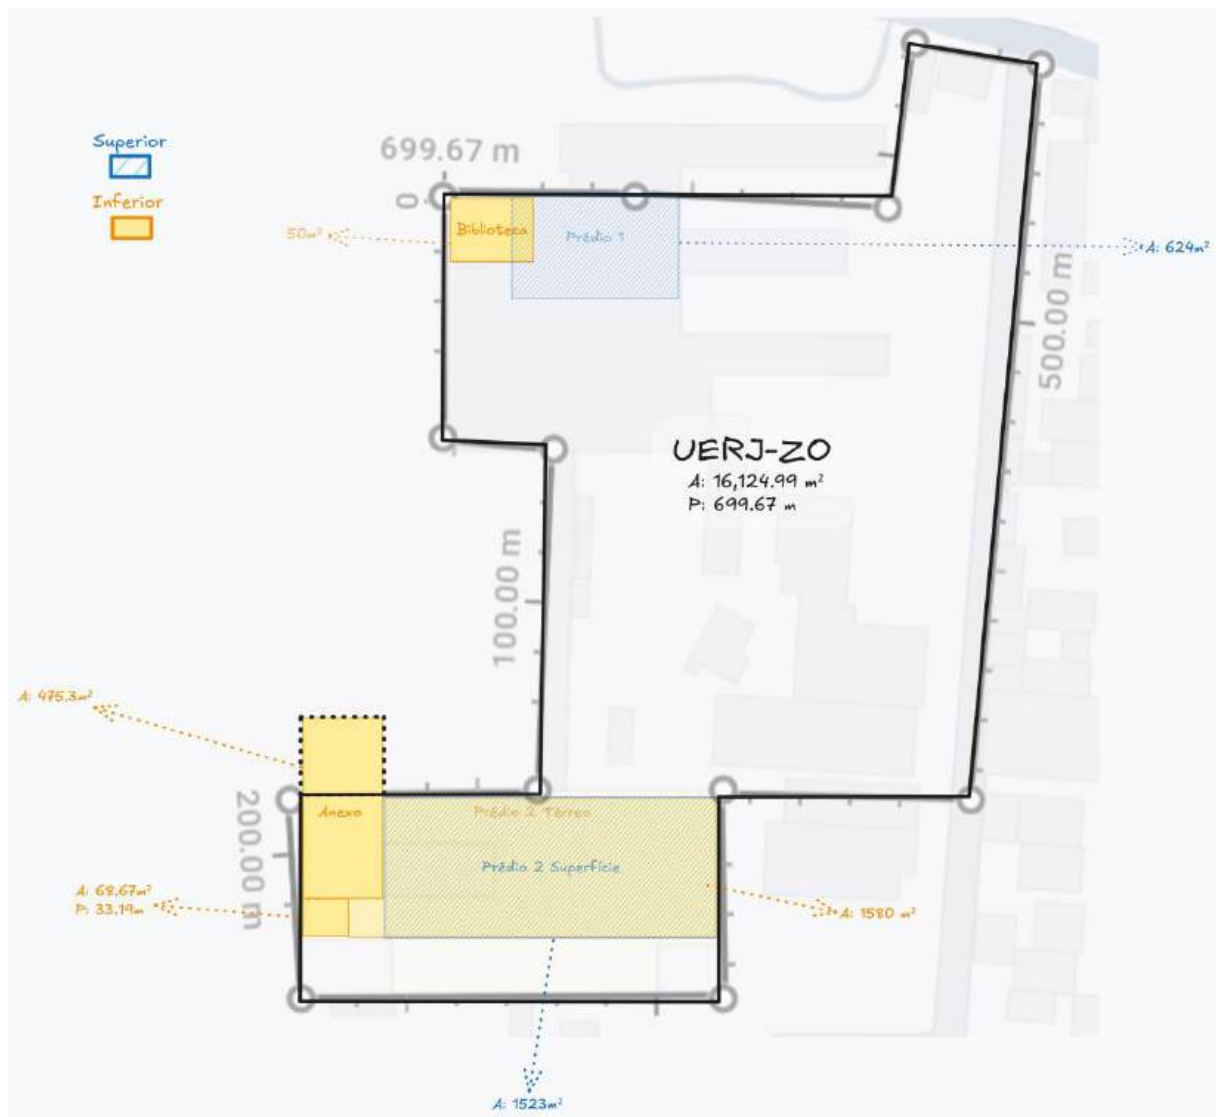 Superior
699.67 m
Inferior
0
50m²
Biblioteca
Prédio 1
A: 624m²
500.00 m
UERJ-ZO
A: 16,124.99 m²
P: 699.67 m
100.00 m
A: 475.3m²
200.00 m
Anexo
Prédio 2 Térreo
Prédio 2 Superfície
A: 68.67m²
P: 33.19m
A: 1580 m²
A: 1523m²